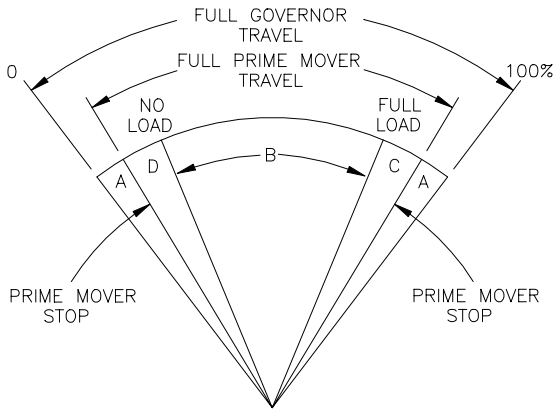 FULL GOVERNOR
TRAVEL
0
FULL PRIME MOVER
TRAVEL
100%
NO
LOAD
FULL
LOAD
A
D
B
C
A
PRIME MOVER
STOP
PRIME MOVER
STOP